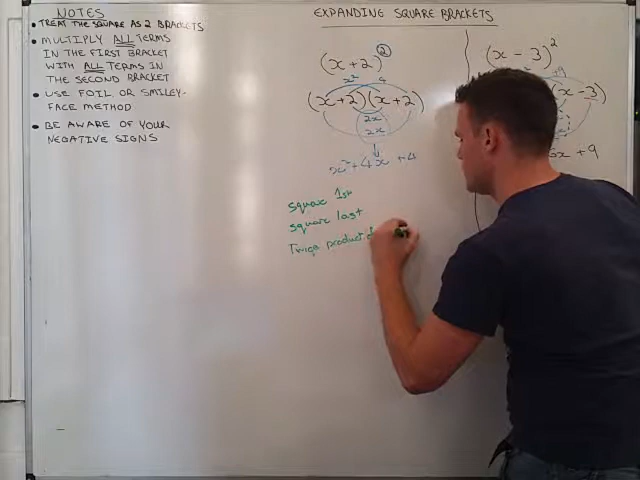 NOTES
• TREAT THE SQUARE AS 2 BRACKETS
• MULTIPLY ALL TERMS
IN THE FIRST BRACKET
WITH ALL TERMS IN
THE SECOND BRACKET
• USE FOIL OR SMILEY-
FACE METHOD
• BE AWARE OF YOUR
NEGATIVE SIGNS
EXPANDING SQUARE BRACKETS
(x + 2)²
x² 4
(x + 2)(x + 2)
2x
2x
x² + 4x + 4
square 1st
square last
Twice product
(x − 3)²
x − 3)
x + 9